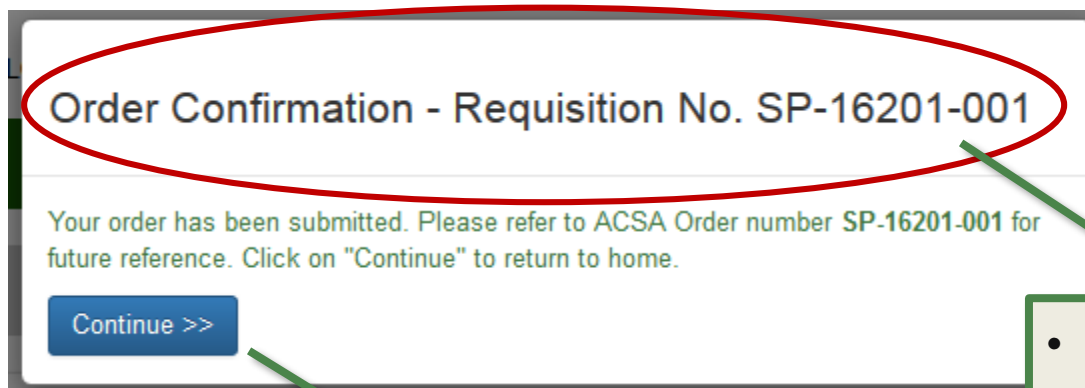 Order Confirmation - Requisition No. SP-16201-001
Your order has been submitted. Please refer to ACSA Order number SP-16201-001 for
future reference. Click on "Continue" to return to home.
Continue >>
•